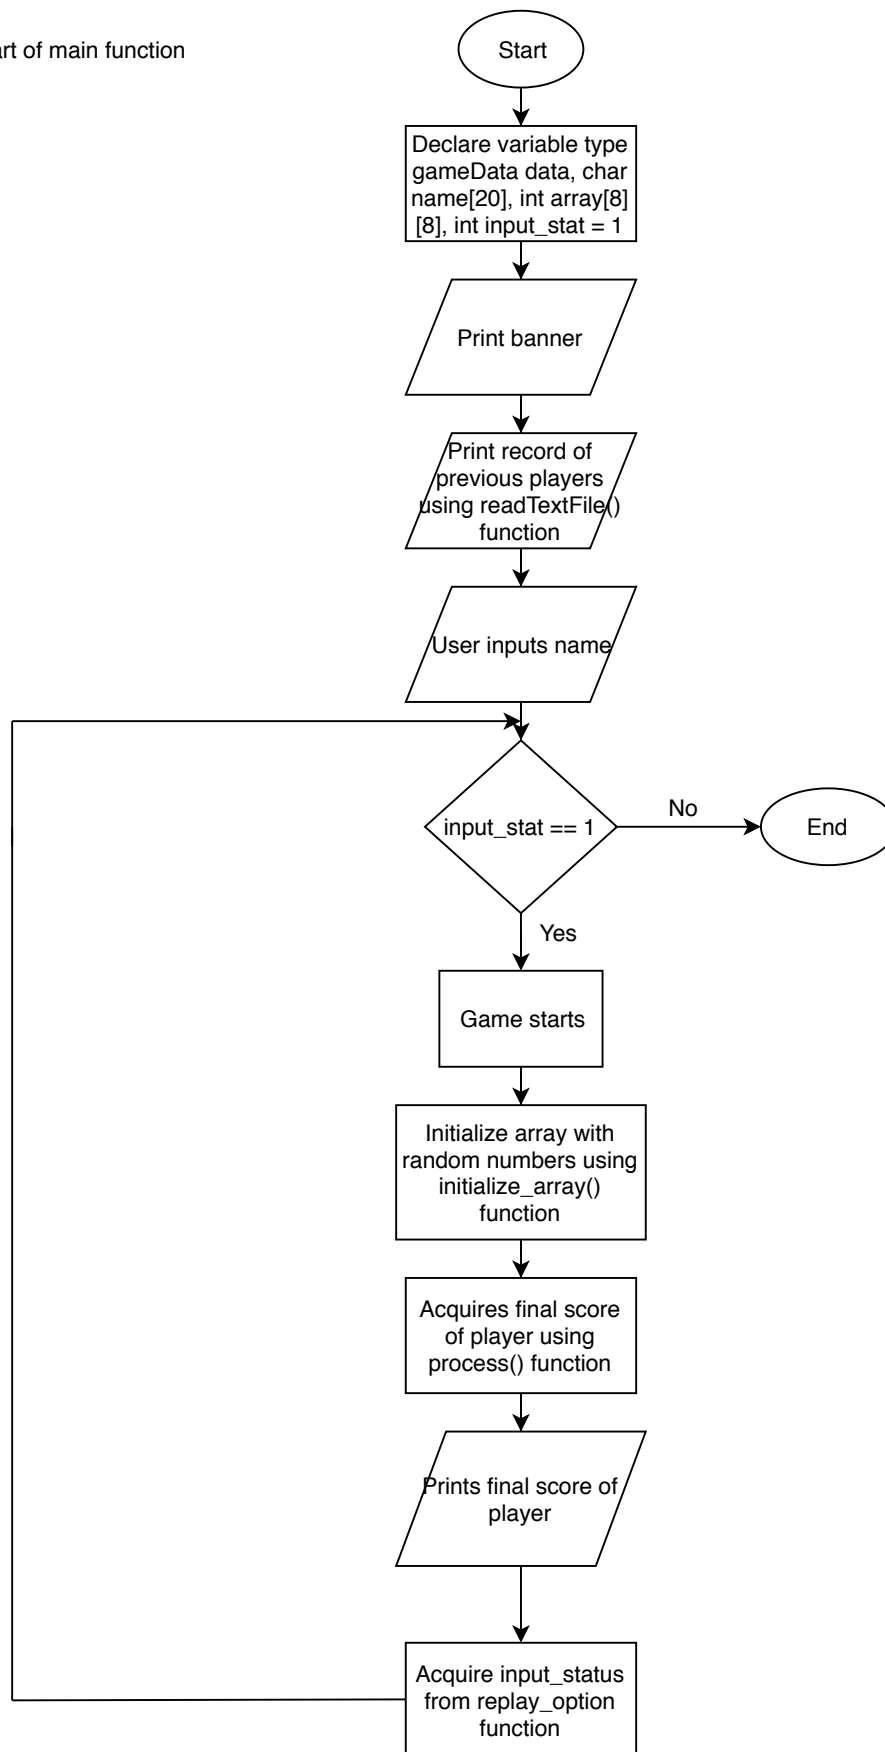 of main function
Start
Declare variable type
gameData data, char
name[20], int array[8]
[8], int input_stat = 1
Print banner
Print record of
previous players
using readTextFile()
function
User inputs name
input_stat == 1
No
End
Yes
Game starts
Initialize array with
random numbers using
initialize_array()
function
Acquires final score
of player using
process() function
Prints final score of
player
Acquire input_status
from replay_option
function